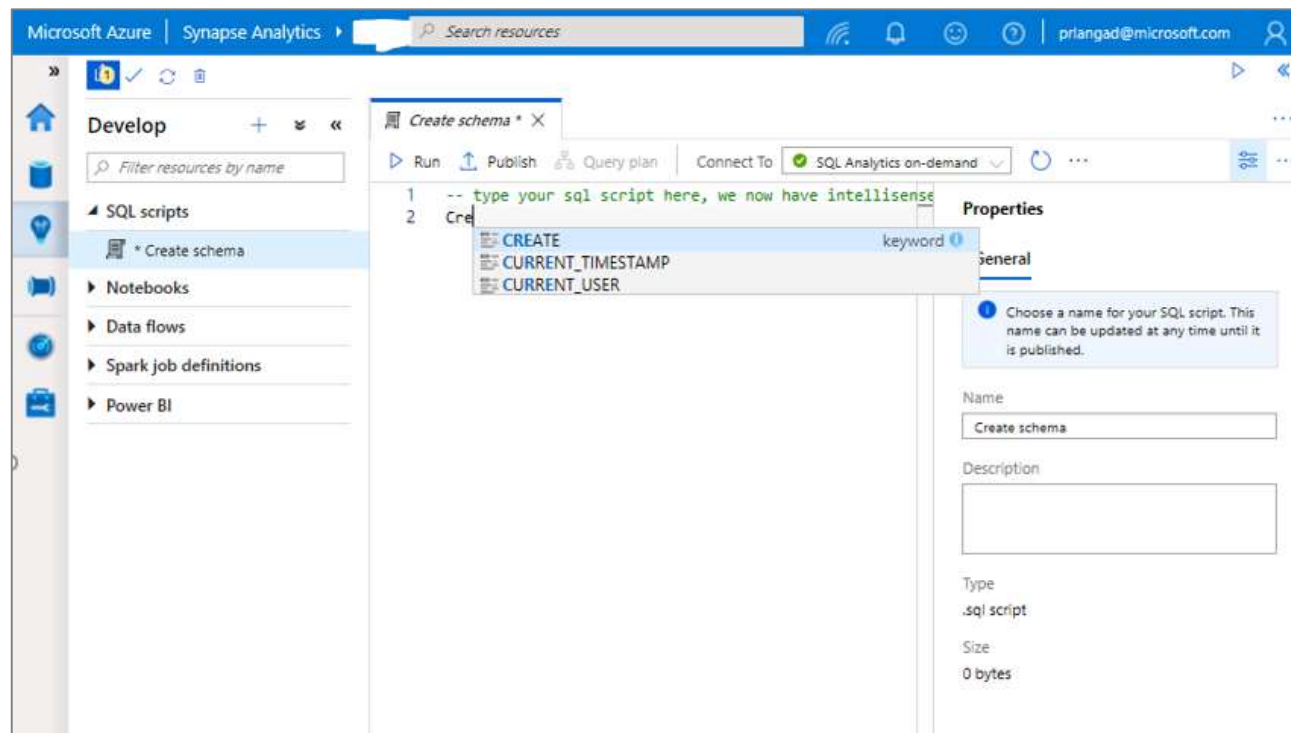 Microsoft Azure | Synapse Analytics
Search resources
prlangad@microsoft.com
1
Develop
Filter resources by name
SQL scripts
* Create schema
Notebooks
Data flows
Spark job definitions
Power BI
Create schema *
Run Publish Query plan Connect To SQL Analytics on-demand
1 -- type your sql script here, we now have intellisense
2 Cre
CREATE keyword
CURRENT_TIMESTAMP
CURRENT_USER
Properties
General
Choose a name for your SQL script. This
name can be updated at any time until it
is published.
Name
Create schema
Description
Type
.sql script
Size
0 bytes